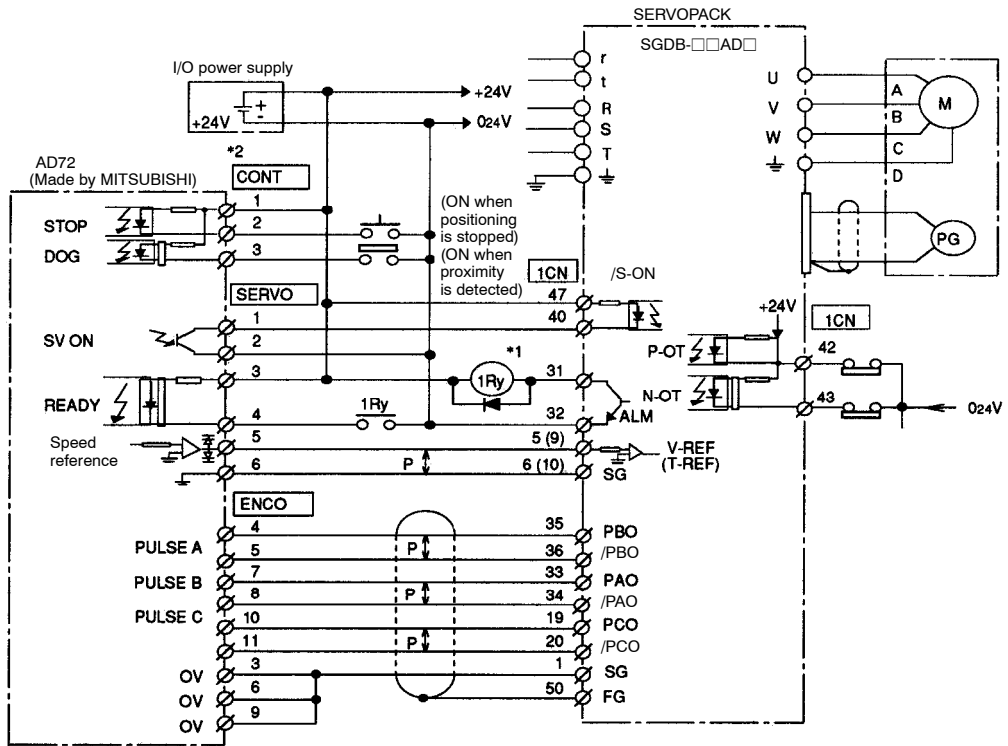 SERVOPACK
SGDB-□□AD□
I/O power supply
+
-
+24V
+24V
024V
r
t
R
S
T
U
V
W
A
B
C
D
M
PG
AD72
(Made by MITSUBISHI)
*2
CONT
STOP
1
2
DOG
3
(ON when
positioning
is stopped)
(ON when
proximity
is detected)
SERVO
1CN
/S-ON
47
SV ON
1
40
2
+24V
1CN
P-OT
42
N-OT
43
024V
READY
3
*1
1Ry
31
4
1Ry
32
ALM
Speed
reference
5
5 (9)
V-REF
(T-REF)
P
6
6 (10)
SG
ENCO
PULSE A
4
35
PBO
P
5
36
/PBO
PULSE B
7
33
PAO
P
8
34
/PAO
PULSE C
10
19
PCO
P
11
20
/PCO
0V
3
1
SG
0V
6
50
FG
0V
9